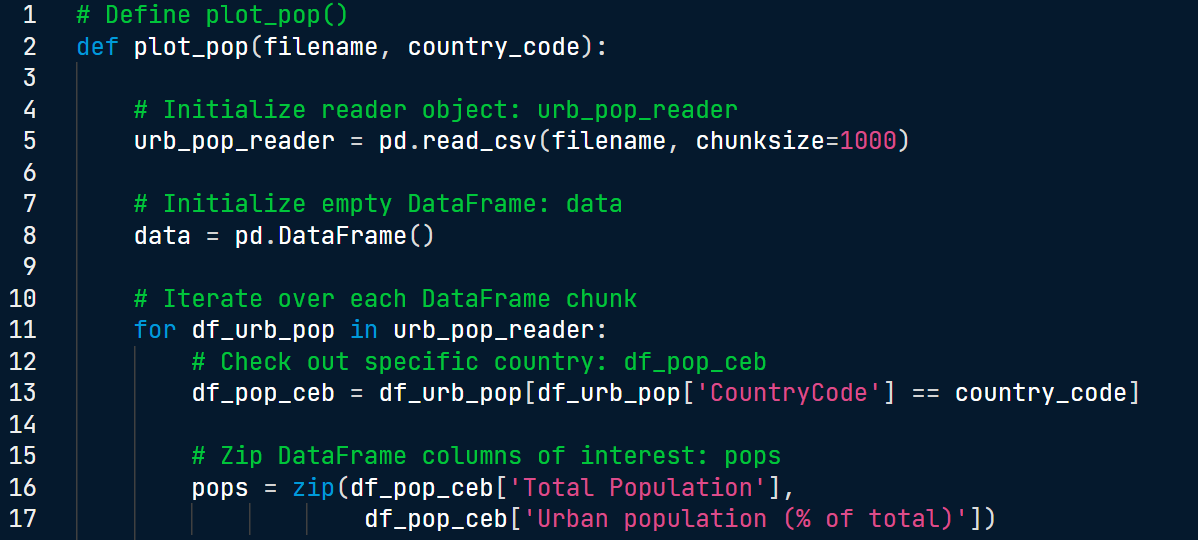 1 # Define plot_pop()
2 def plot_pop(filename, country_code):
3
4     # Initialize reader object: urb_pop_reader
5     urb_pop_reader = pd.read_csv(filename, chunksize=1000)
6
7     # Initialize empty DataFrame: data
8     data = pd.DataFrame()
9
10     # Iterate over each DataFrame chunk
11     for df_urb_pop in urb_pop_reader:
12         # Check out specific country: df_pop_ceb
13         df_pop_ceb = df_urb_pop[df_urb_pop['CountryCode'] == country_code]
14
15         # Zip DataFrame columns of interest: pops
16         pops = zip(df_pop_ceb['Total Population'],
17                     df_pop_ceb['Urban population (% of total)'])